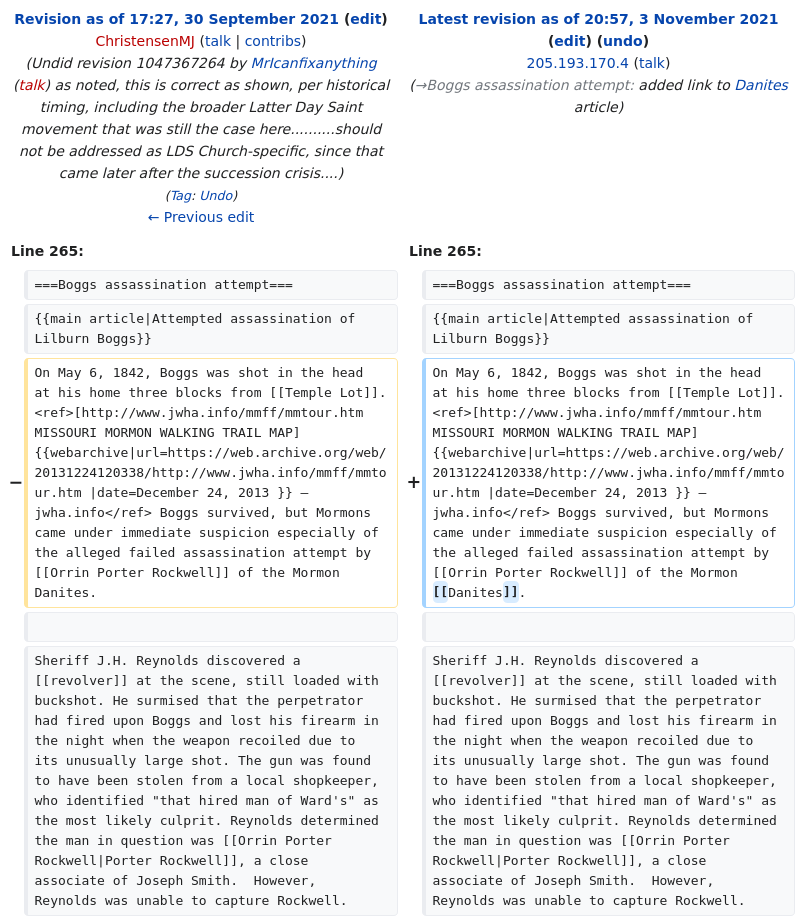 Revision as of 17:27, 30 September 2021 (edit)
ChristensenMJ (talk | contribs)
(Undid revision 1047367264 by MrIcanfixanything
(talk) as noted, this is correct as shown, per historical
timing, including the broader Latter Day Saint
movement that was still the case here..........should
not be addressed as LDS Church-specific, since that
came later after the succession crisis....)
(Tag: Undo)
← Previous edit
Latest revision as of 20:57, 3 November 2021
(edit) (undo)
205.193.170.4 (talk)
(→Boggs assassination attempt: added link to Danites
article)
Line 265:
===Boggs assassination attempt===
{{main article|Attempted assassination of
Lilburn Boggs}}
−
On May 6, 1842, Boggs was shot in the head
at his home three blocks from [[Temple Lot]].
<ref>[http://www.jwha.info/mmff/mmtour.htm
MISSOURI MORMON WALKING TRAIL MAP]
{{webarchive|url=https://web.archive.org/web/
20131224120338/http://www.jwha.info/mmff/mmto
ur.htm |date=December 24, 2013 }} –
jwha.info</ref> Boggs survived, but Mormons
came under immediate suspicion especially of
the alleged failed assassination attempt by
[[Orrin Porter Rockwell]] of the Mormon
Danites.
Sheriff J.H. Reynolds discovered a
[[revolver]] at the scene, still loaded with
buckshot. He surmised that the perpetrator
had fired upon Boggs and lost his firearm in
the night when the weapon recoiled due to
its unusually large shot. The gun was found
to have been stolen from a local shopkeeper,
who identified "that hired man of Ward's" as
the most likely culprit. Reynolds determined
the man in question was [[Orrin Porter
Rockwell|Porter Rockwell]], a close
associate of Joseph Smith.  However,
Reynolds was unable to capture Rockwell.
Line 265:
===Boggs assassination attempt===
{{main article|Attempted assassination of
Lilburn Boggs}}
+
On May 6, 1842, Boggs was shot in the head
at his home three blocks from [[Temple Lot]].
<ref>[http://www.jwha.info/mmff/mmtour.htm
MISSOURI MORMON WALKING TRAIL MAP]
{{webarchive|url=https://web.archive.org/web/
20131224120338/http://www.jwha.info/mmff/mmto
ur.htm |date=December 24, 2013 }} –
jwha.info</ref> Boggs survived, but Mormons
came under immediate suspicion especially of
the alleged failed assassination attempt by
[[Orrin Porter Rockwell]] of the Mormon
[[Danites]].
Sheriff J.H. Reynolds discovered a
[[revolver]] at the scene, still loaded with
buckshot. He surmised that the perpetrator
had fired upon Boggs and lost his firearm in
the night when the weapon recoiled due to
its unusually large shot. The gun was found
to have been stolen from a local shopkeeper,
who identified "that hired man of Ward's" as
the most likely culprit. Reynolds determined
the man in question was [[Orrin Porter
Rockwell|Porter Rockwell]], a close
associate of Joseph Smith.  However,
Reynolds was unable to capture Rockwell.